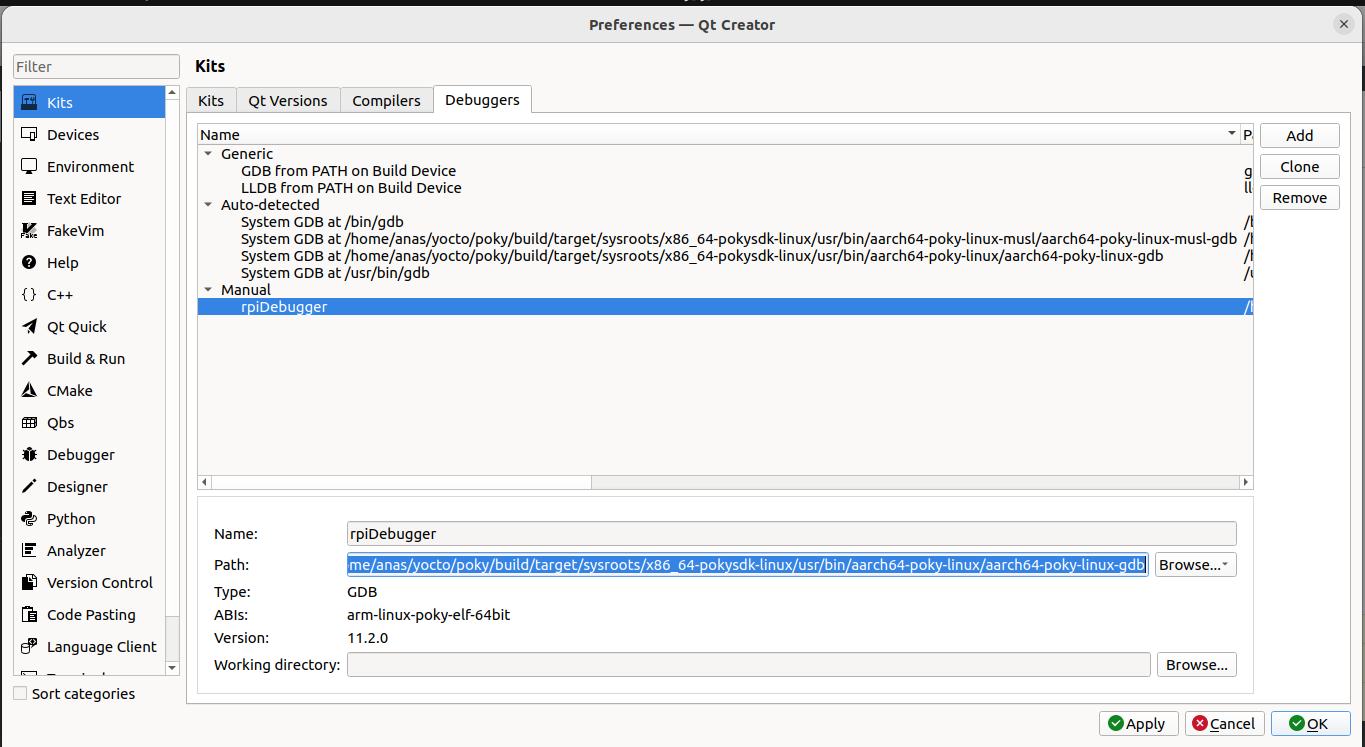 Preferences — Qt Creator
Filter
Kits
Kits
Devices
Environment
Text Editor
FakeVim
Help
C++
Qt Quick
Build & Run
CMake
Qbs
Debugger
Designer
Python
Analyzer
Version Control
Code Pasting
Language Client
Sort categories
Kits Qt Versions Compilers Debuggers
Name
Generic
GDB from PATH on Build Device
LLDB from PATH on Build Device
Auto-detected
System GDB at /bin/gdb
System GDB at /home/anas/yocto/poky/build/target/sysroots/x86_64-pokysdk-linux/usr/bin/aarch64-poky-linux-musl/aarch64-poky-linux-musl-gdb
System GDB at /home/anas/yocto/poky/build/target/sysroots/x86_64-pokysdk-linux/usr/bin/aarch64-poky-linux/aarch64-poky-linux-gdb
System GDB at /usr/bin/gdb
Manual
rpiDebugger
Add
Clone
Remove
Name: rpiDebugger
Path: me/anas/yocto/poky/build/target/sysroots/x86_64-pokysdk-linux/usr/bin/aarch64-poky-linux/aarch64-poky-linux-gdb Browse...
Type: GDB
ABIs: arm-linux-poky-elf-64bit
Version: 11.2.0
Working directory: Browse...
Apply Cancel OK